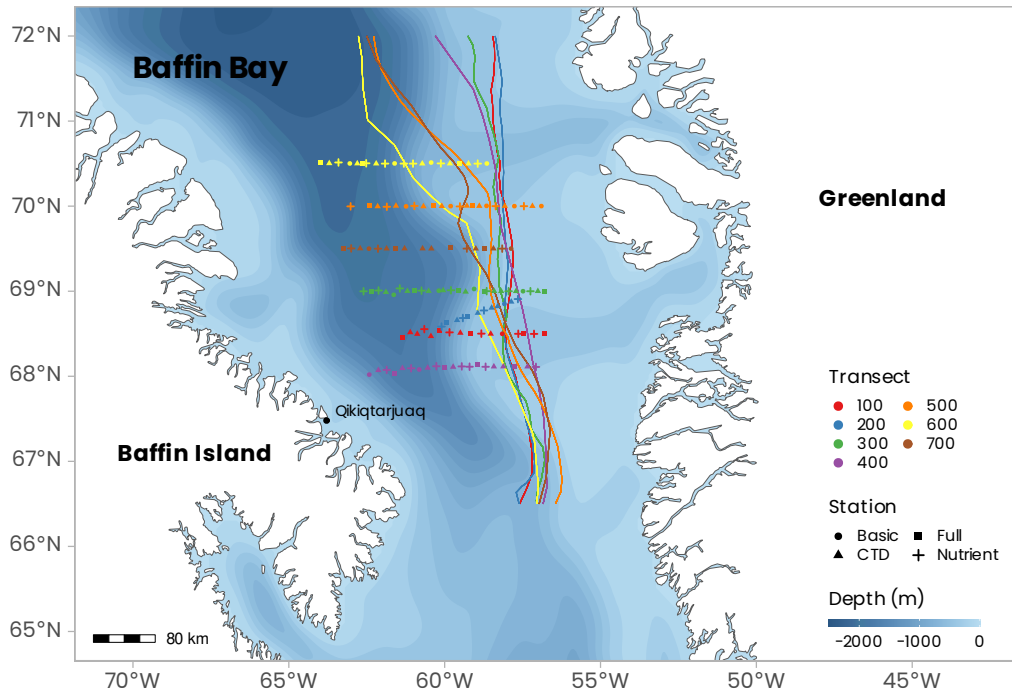 72°N
71°N
70°N
69°N
68°N
67°N
66°N
65°N
Baffin Bay
Greenland
Qikiqtarjuaq
Baffin Island
80 km
Transect
100 500
200 600
300 700
400
Station
Basic Full
CTD Nutrient
Depth (m)
-2000 -1000 0
70°W 65°W 60°W 55°W 50°W 45°W